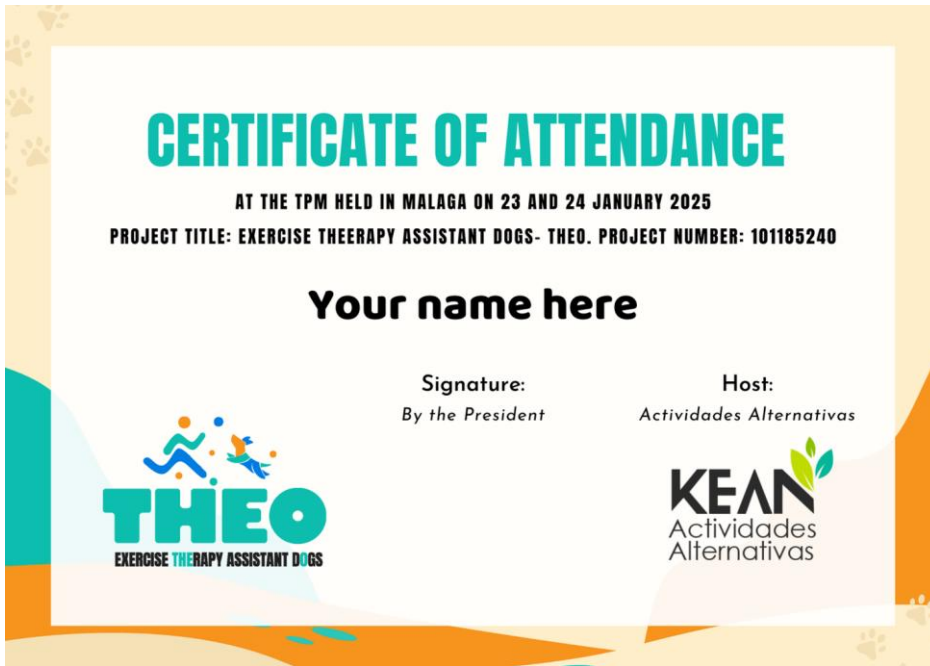 CERTIFICATE OF ATTENDANCE
AT THE TPM HELD IN MALAGA ON 23 AND 24 JANUARY 2025
PROJECT TITLE: EXERCISE THEERAPY ASSISTANT DOGS- THEO. PROJECT NUMBER: 101185240
Your name here
Signature:
By the President
Host:
Actividades Alternativas
THEO
EXERCISE THERAPY ASSISTANT DOGS
KEAN
Actividades
Alternativas